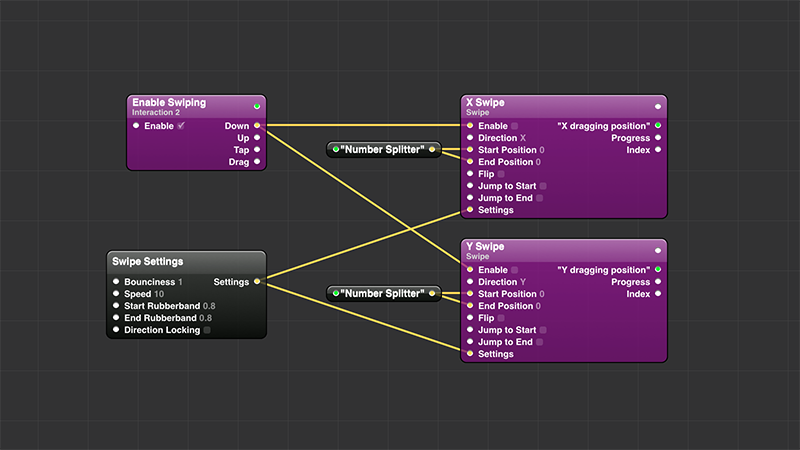 Enable Swiping
Interaction 2
Enable Down
Up
Tap
Drag
"Number Splitter"
X Swipe
Swipe
Enable "X dragging position"
Direction X Progress
Start Position 0 Index
End Position 0
Flip
Jump to Start
Jump to End
Settings
Swipe Settings
Bounciness 1 Settings
Speed 10
Start Rubberband 0.8
End Rubberband 0.8
Direction Locking
"Number Splitter"
Y Swipe
Swipe
Enable "Y dragging position"
Direction Y Progress
Start Position 0 Index
End Position 0
Flip
Jump to Start
Jump to End
Settings